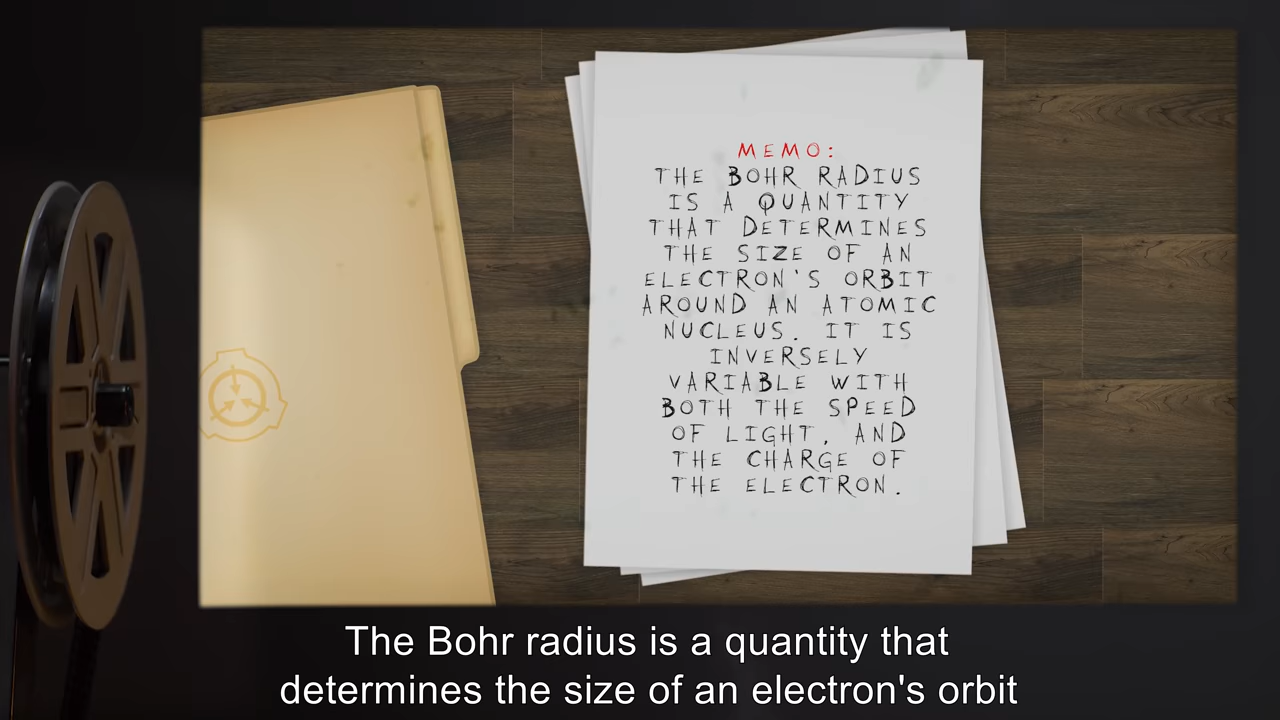 MEMO:
THE BOHR RADIUS
IS A QUANTITY
THAT DETERMINES
THE SIZE OF AN
ELECTRON'S ORBIT
AROUND AN ATOMIC
NUCLEUS. IT IS
INVERSELY
VARIABLE WITH
BOTH THE SPEED
OF LIGHT, AND
THE CHARGE OF
THE ELECTRON.
The Bohr radius is a quantity that
determines the size of an electron's orbit